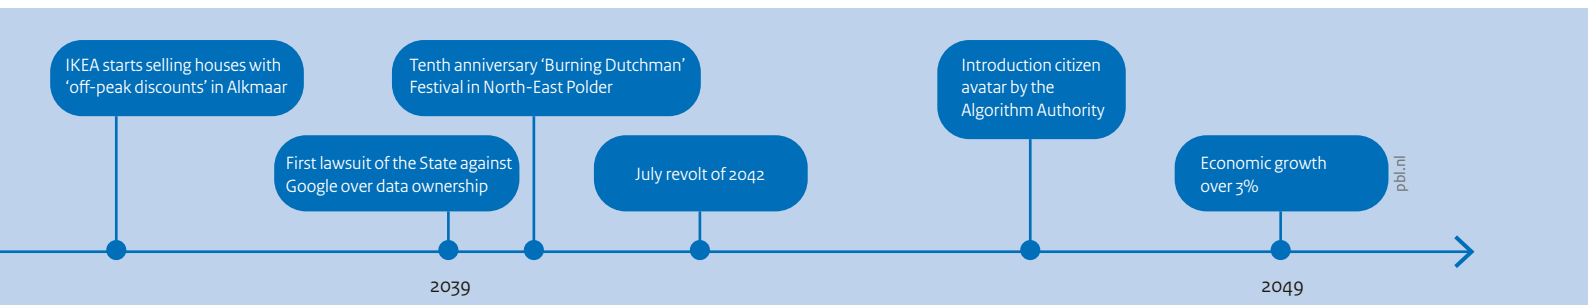 IKEA starts selling houses with
‘off-peak discounts’ in Alkmaar
First lawsuit of the State against
Google over data ownership
Tenth anniversary ‘Burning Dutchman’
Festival in North-East Polder
July revolt of 2042
Introduction citizen
avatar by the
Algorithm Authority
Economic growth
over 3%
pbl.nl
2039
2049